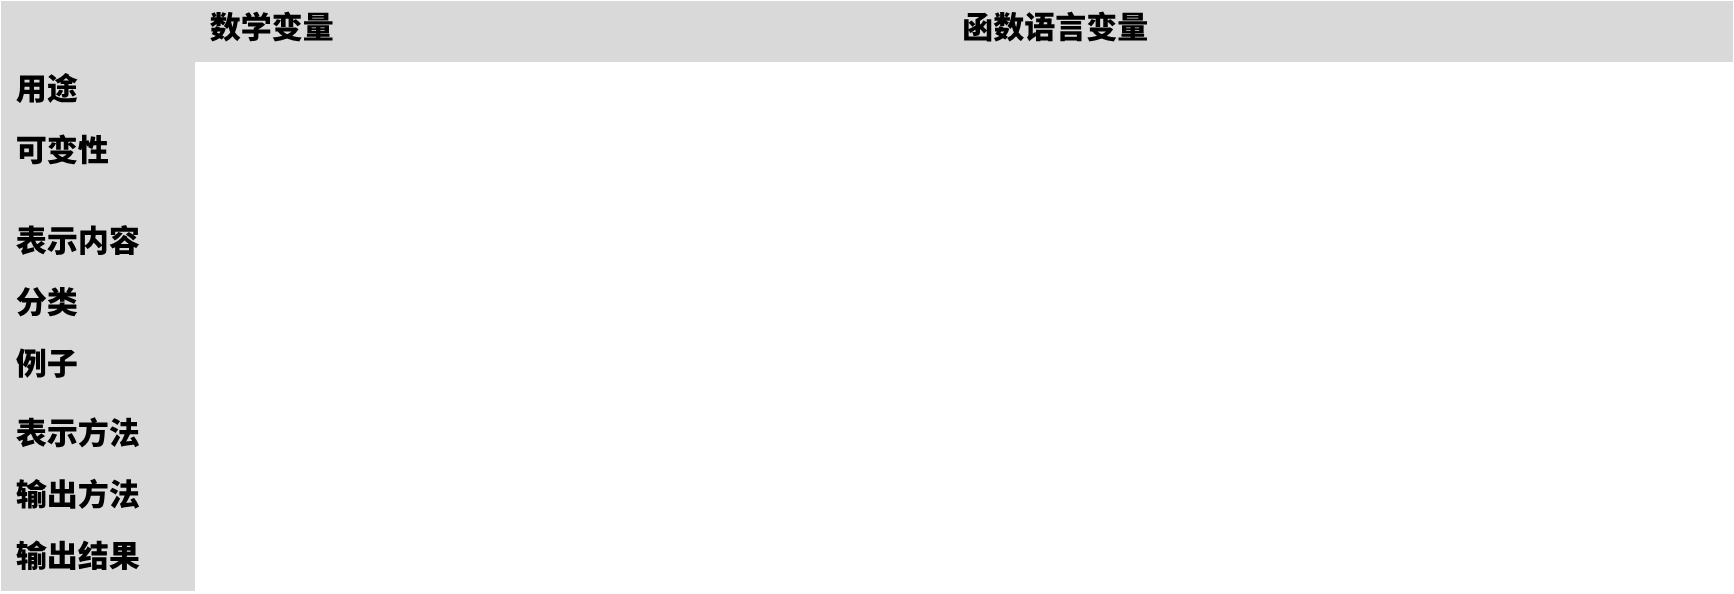 数学变量 函数语言变量
用途
可变性
表示内容
分类
例子
表示方法
输出方法
输出结果